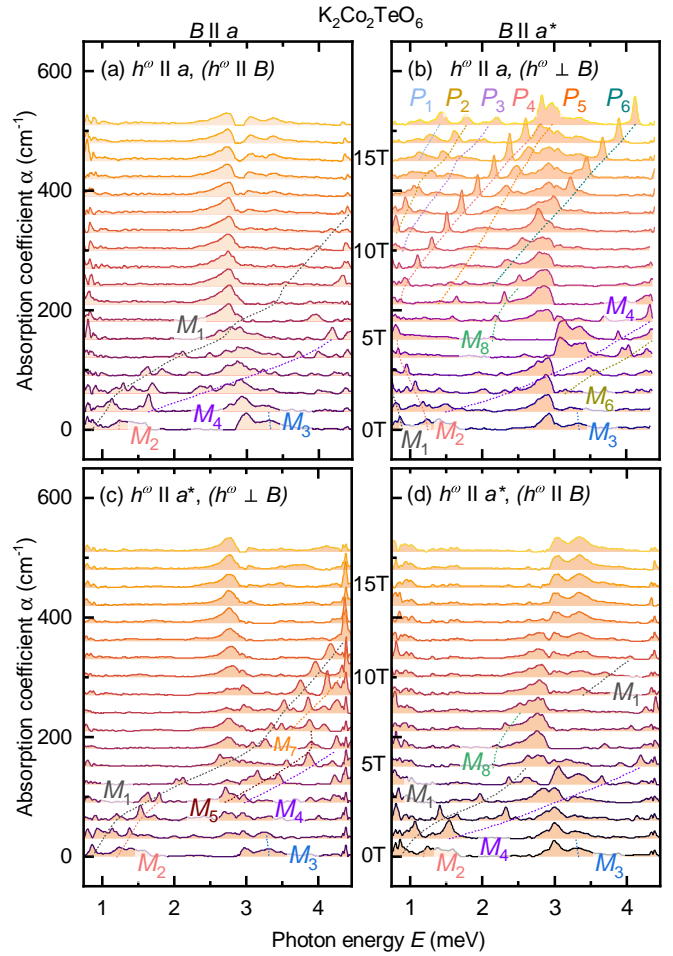 K₂Co₂TeO₆
B || a
B || a*
600
(a) hω || a, (hω || B)
(b) hω || a, (hω ⊥ B)
P₁ P₂ P₃ P₄ P₅ P₆
15T
400
10T
M₁
M₄
200
M₈
5T
M₆
M₂
M₄
M₃
M₁
M₂
M₃
0
0T
Absorption coefficient α (cm⁻¹)
(c) hω || a*, (hω ⊥ B)
(d) hω || a*, (hω || B)
600
15T
400
10T
M₁
200
M₇
M₈
5T
M₁
M₅
M₄
M₁
M₂
M₃
M₂
M₄
M₃
0
0T
Absorption coefficient α (cm⁻¹)
1 2 3 4
1 2 3 4
Photon energy E (meV)